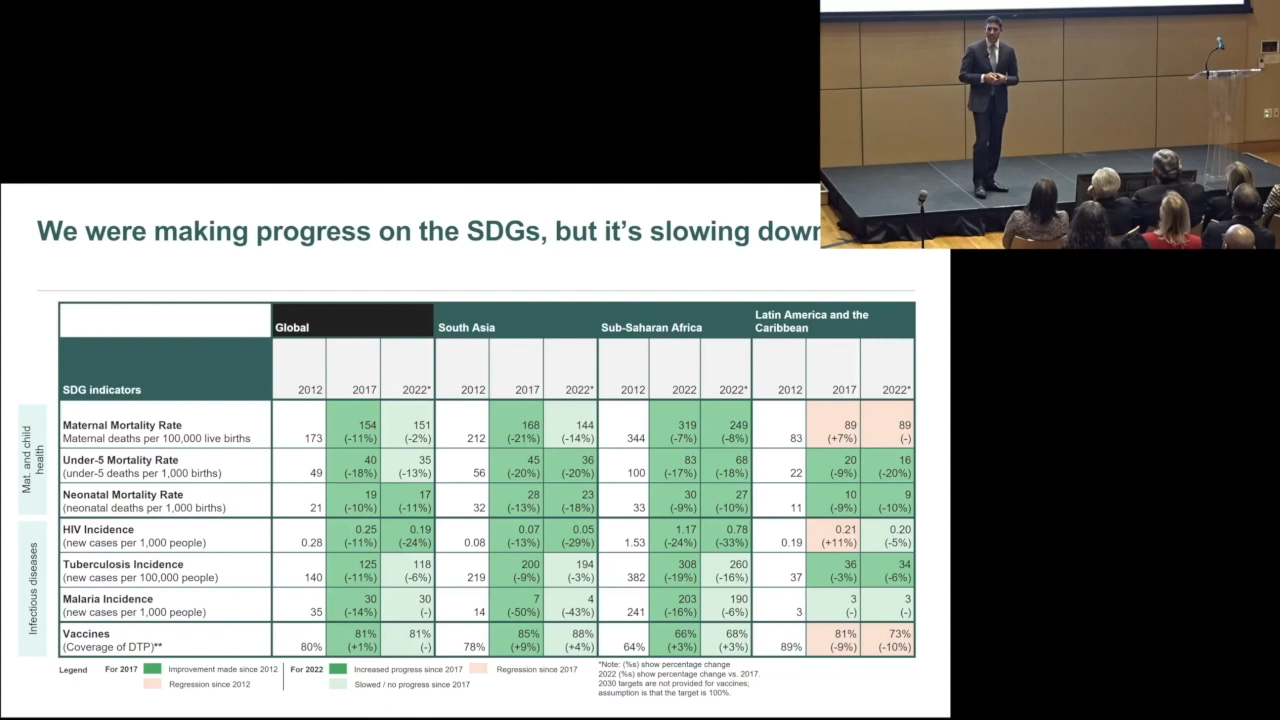 We were making progress on the SDGs, but it's slowing down
Global
South Asia
Sub-Saharan Africa
Latin America and the
Caribbean
SDG indicators 2012 2017 2022* 2012 2017 2022* 2012 2022 2022* 2012 2017 2022*
Mat. and child
health
Maternal Mortality Rate 154 151 168 144 319 249 89 89
Maternal deaths per 100,000 live births 173 (-11%) (-2%) 212 (-21%) (-14%) 344 (-7%) (-8%) 83 (+7%) (-)
Under-5 Mortality Rate 40 35 45 36 83 68 20 16
(under-5 deaths per 1,000 births) 49 (-18%) (-13%) 56 (-20%) (-20%) 100 (-17%) (-18%) 22 (-9%) (-20%)
Neonatal Mortality Rate 19 17 28 23 30 27 10 9
(neonatal deaths per 1,000 births) 21 (-10%) (-11%) 32 (-13%) (-18%) 33 (-9%) (-10%) 11 (-9%) (-10%)
Infectious diseases
HIV Incidence 0.25 0.19 0.07 0.05 1.17 0.78 0.21 0.20
(new cases per 1,000 people) 0.28 (-11%) (-24%) 0.08 (-13%) (-29%) 1.53 (-24%) (-33%) 0.19 (+11%) (-5%)
Tuberculosis Incidence 125 118 200 194 308 260 36 34
(new cases per 100,000 people) 140 (-11%) (-6%) 219 (-9%) (-3%) 382 (-19%) (-16%) 37 (-3%) (-6%)
Malaria Incidence 30 30 7 4 203 190 3 3
(new cases per 1,000 people) 35 (-14%) (-) 14 (-50%) (-43%) 241 (-16%) (-6%) 3 (-) (-)
Vaccines 81% 81% 85% 88% 66% 68% 81% 73%
(Coverage of DTP)** 80% (+1%) (-) 78% (+9%) (+4%) 64% (+3%) (+3%) 89% (-9%) (-10%)
Legend For 2017 Improvement made since 2012
Regression since 2012
For 2022 Increased progress since 2017 Regression since 2017
Slowed / no progress since 2017
*Note: (%s) show percentage change
2022 (%s) show percentage change vs. 2017.
2030 targets are not provided for vaccines;
assumption is that the target is 100%.